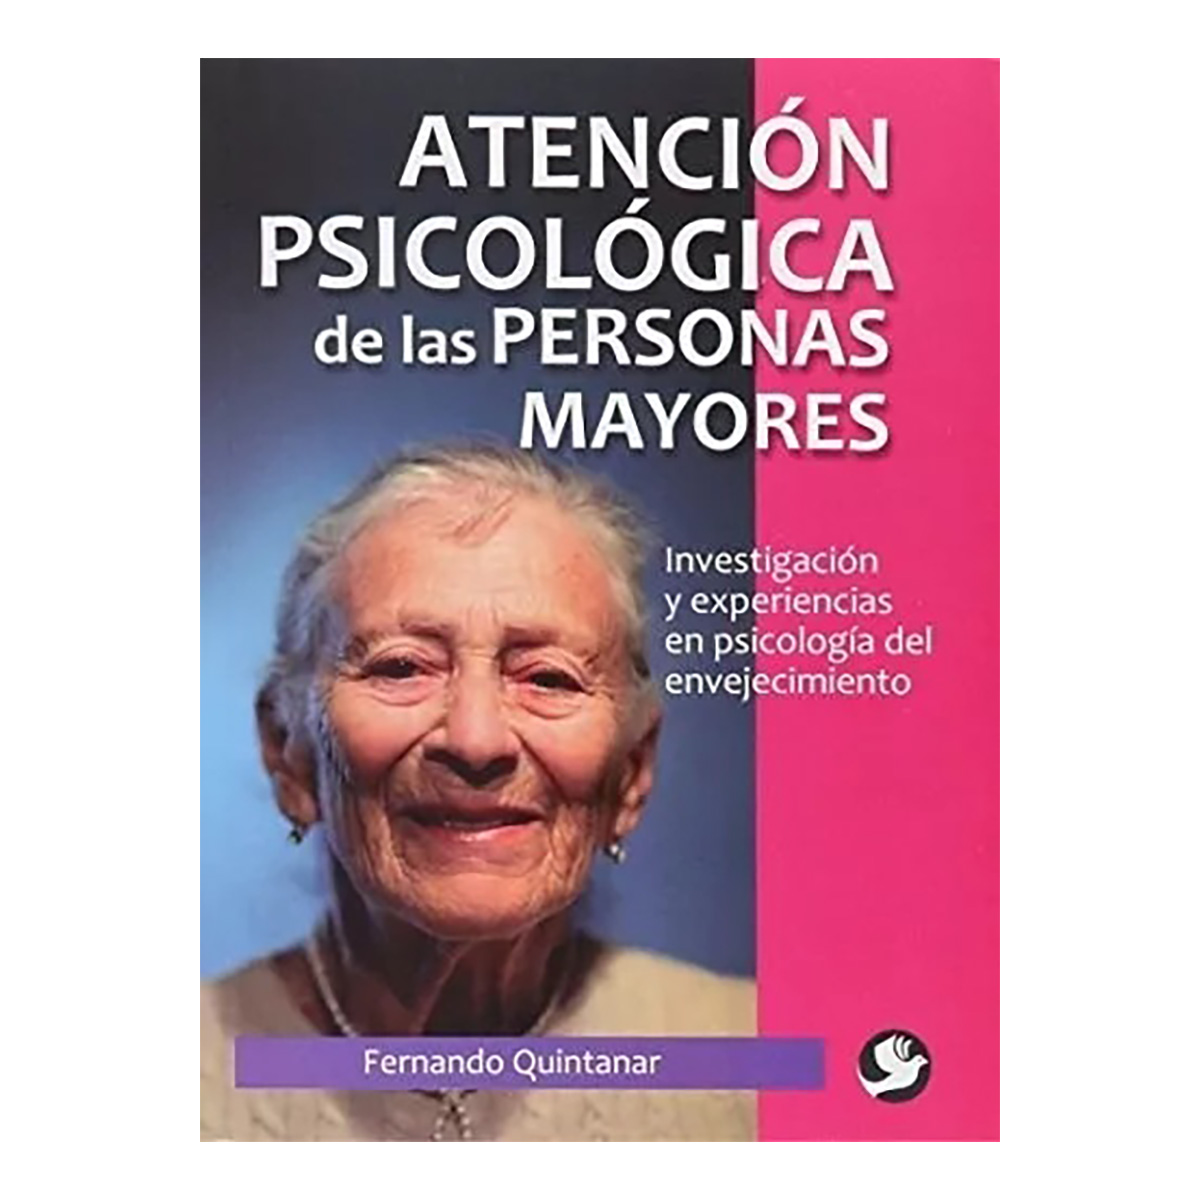 ATENCIÓN
PSICOLÓGICA
de las PERSONAS
MAYORES
Investigación
y experiencias
en psicología del
envejecimiento
Fernando Quintanar